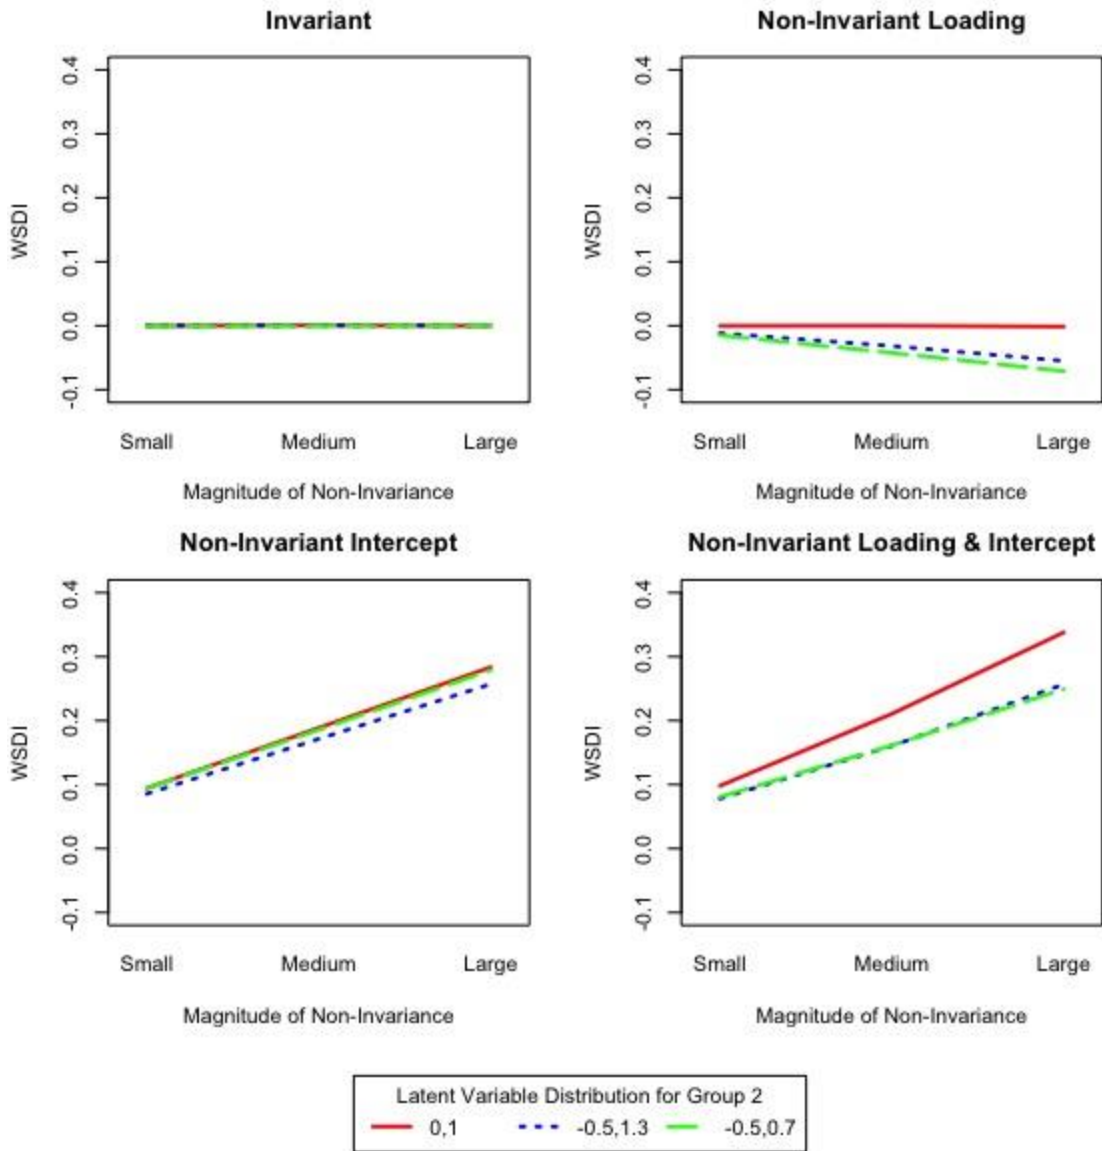 Invariant
WSDI
0.4
0.3
0.2
0.1
0.0
-0.1
Small Medium Large
Magnitude of Non-Invariance
Non-Invariant Loading
WSDI
0.4
0.3
0.2
0.1
0.0
-0.1
Small Medium Large
Magnitude of Non-Invariance
Non-Invariant Intercept
WSDI
0.4
0.3
0.2
0.1
0.0
-0.1
Small Medium Large
Magnitude of Non-Invariance
Non-Invariant Loading & Intercept
WSDI
0.4
0.3
0.2
0.1
0.0
-0.1
Small Medium Large
Magnitude of Non-Invariance
Latent Variable Distribution for Group 2
0,1 -0.5,1.3 -0.5,0.7